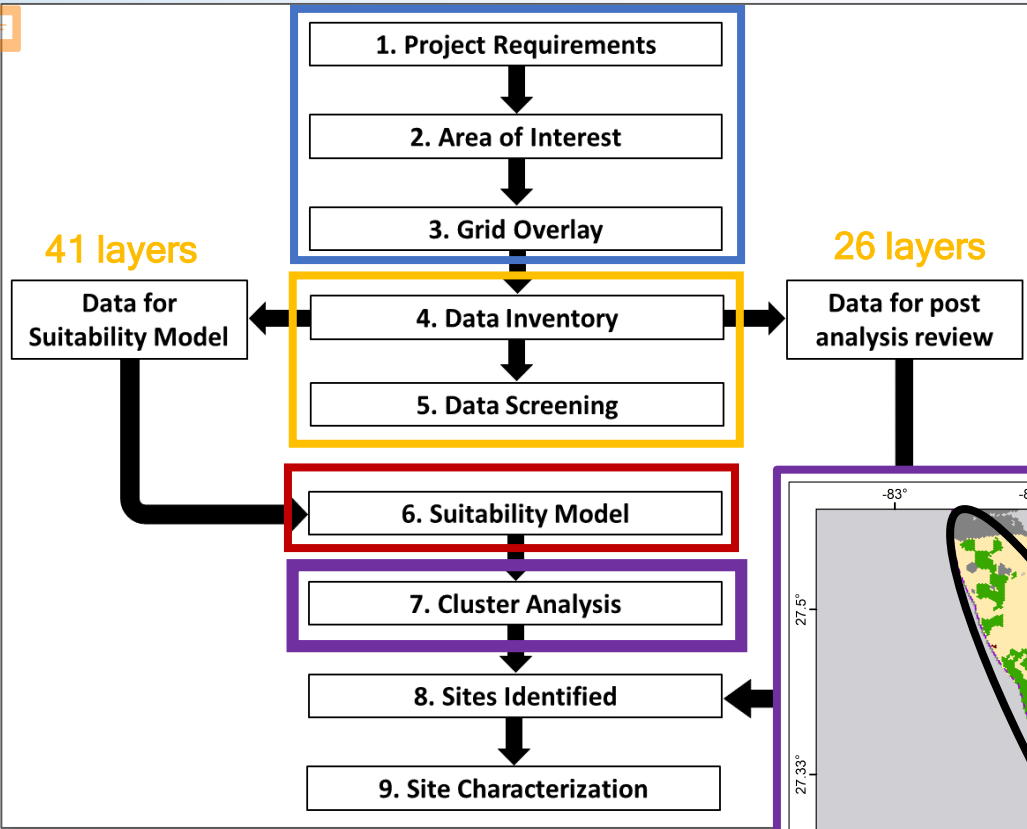 1. Project Requirements
2. Area of Interest
3. Grid Overlay
41 layers
26 layers
Data for
Suitability Model
4. Data Inventory
Data for post
analysis review
5. Data Screening
6. Suitability Model
-83°
27.5°
7. Cluster Analysis
8. Sites Identified
27.33°
9. Site Characterization